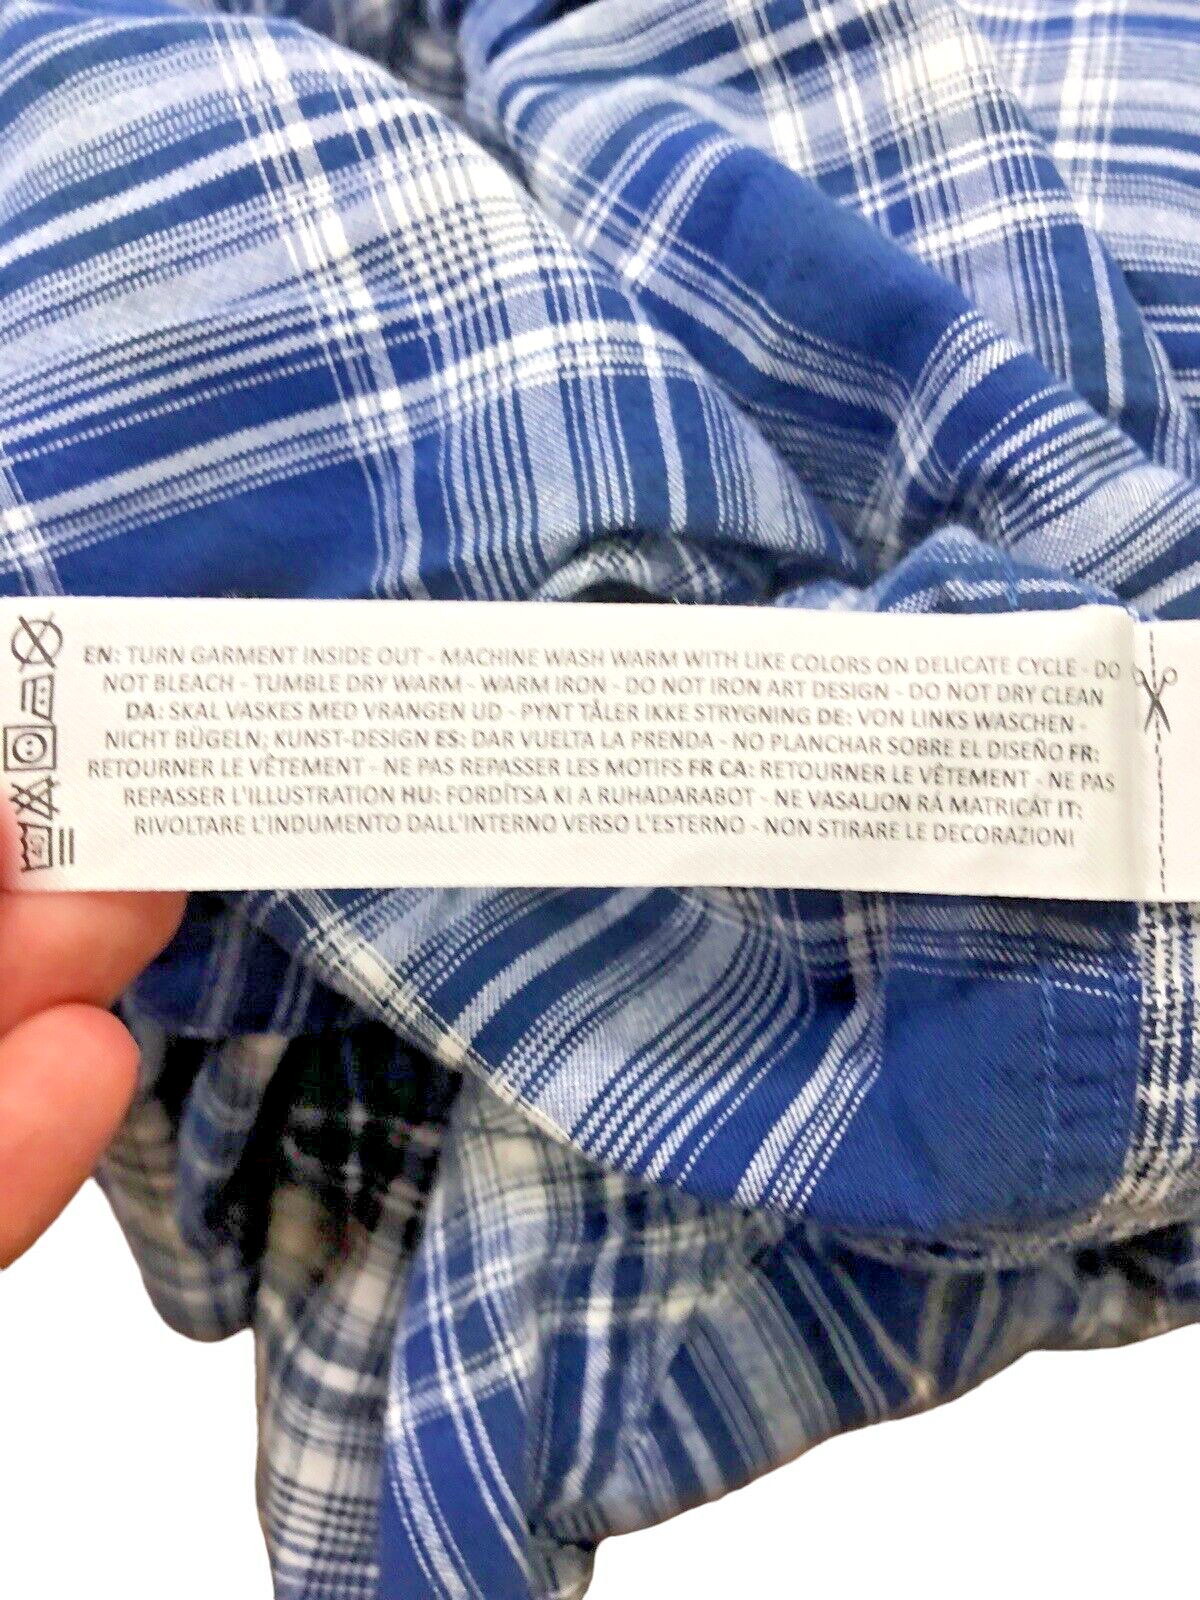 EN: TURN GARMENT INSIDE OUT - MACHINE WASH WARM WITH LIKE COLORS ON DELICATE CYCLE - DO
NOT BLEACH - TUMBLE DRY WARM - WARM IRON - DO NOT IRON ART DESIGN - DO NOT DRY CLEAN
DA: SKAL VASKES MED VRANGEN UD - PYNT TÅLER IKKE STRYGNING DE: VON LINKS WASCHEN -
NICHT BÜGELN; KUNST-DESIGN ES: DAR VUELTA LA PRENDA - NO PLANCHAR SOBRE EL DISEÑO FR:
RETOURNER LE VÊTEMENT - NE PAS REPASSER LES MOTIFS FR CA: RETOURNER LE VÊTEMENT - NE PAS
REPASSER L'ILLUSTRATION HU: FORDÍTSA KI A RUHADARABOT - NE VASALJON RÁ MATRICÁT IT:
RIVOLTARE L'INDUMENTO DALL'INTERNO VERSO L'ESTERNO - NON STIRARE LE DECORAZIONI
40